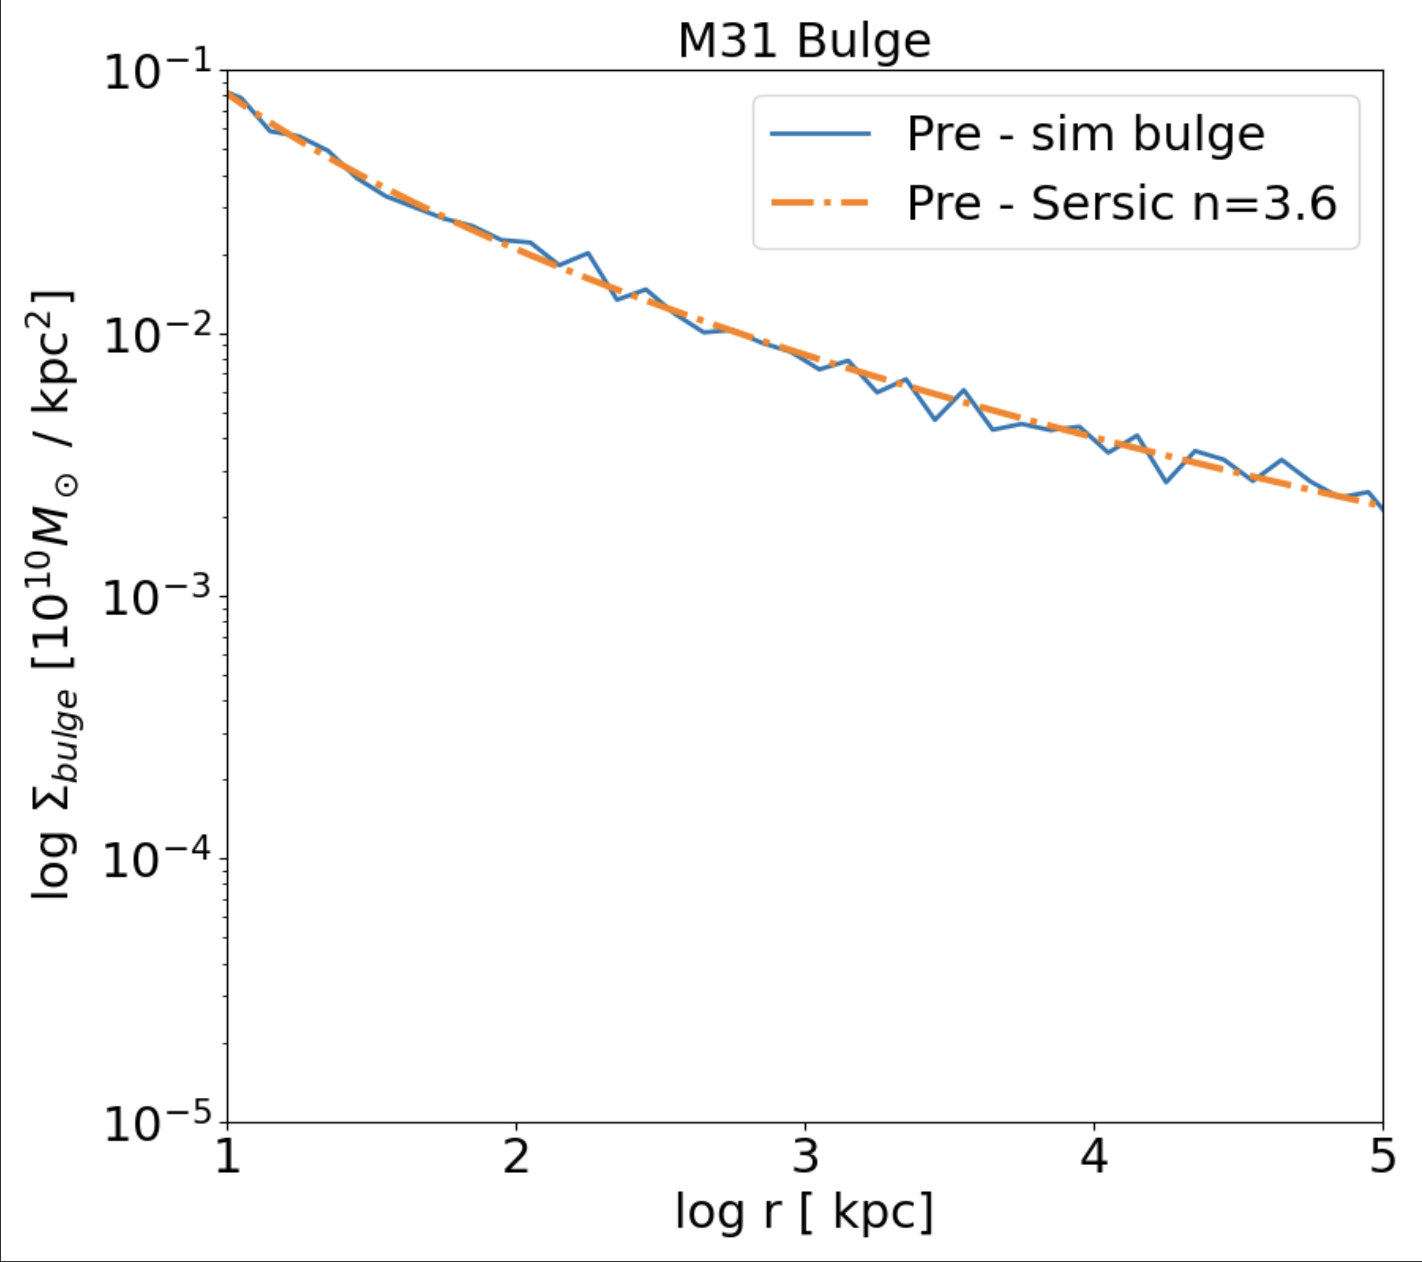 M31 Bulge
Pre - sim bulge
Pre - Sersic n=3.6
log Σ_bulge [10^10 M_⊙ / kpc^2]
10^−1
10^−2
10^−3
10^−4
10^−5
1 2 3 4 5
log r [ kpc]